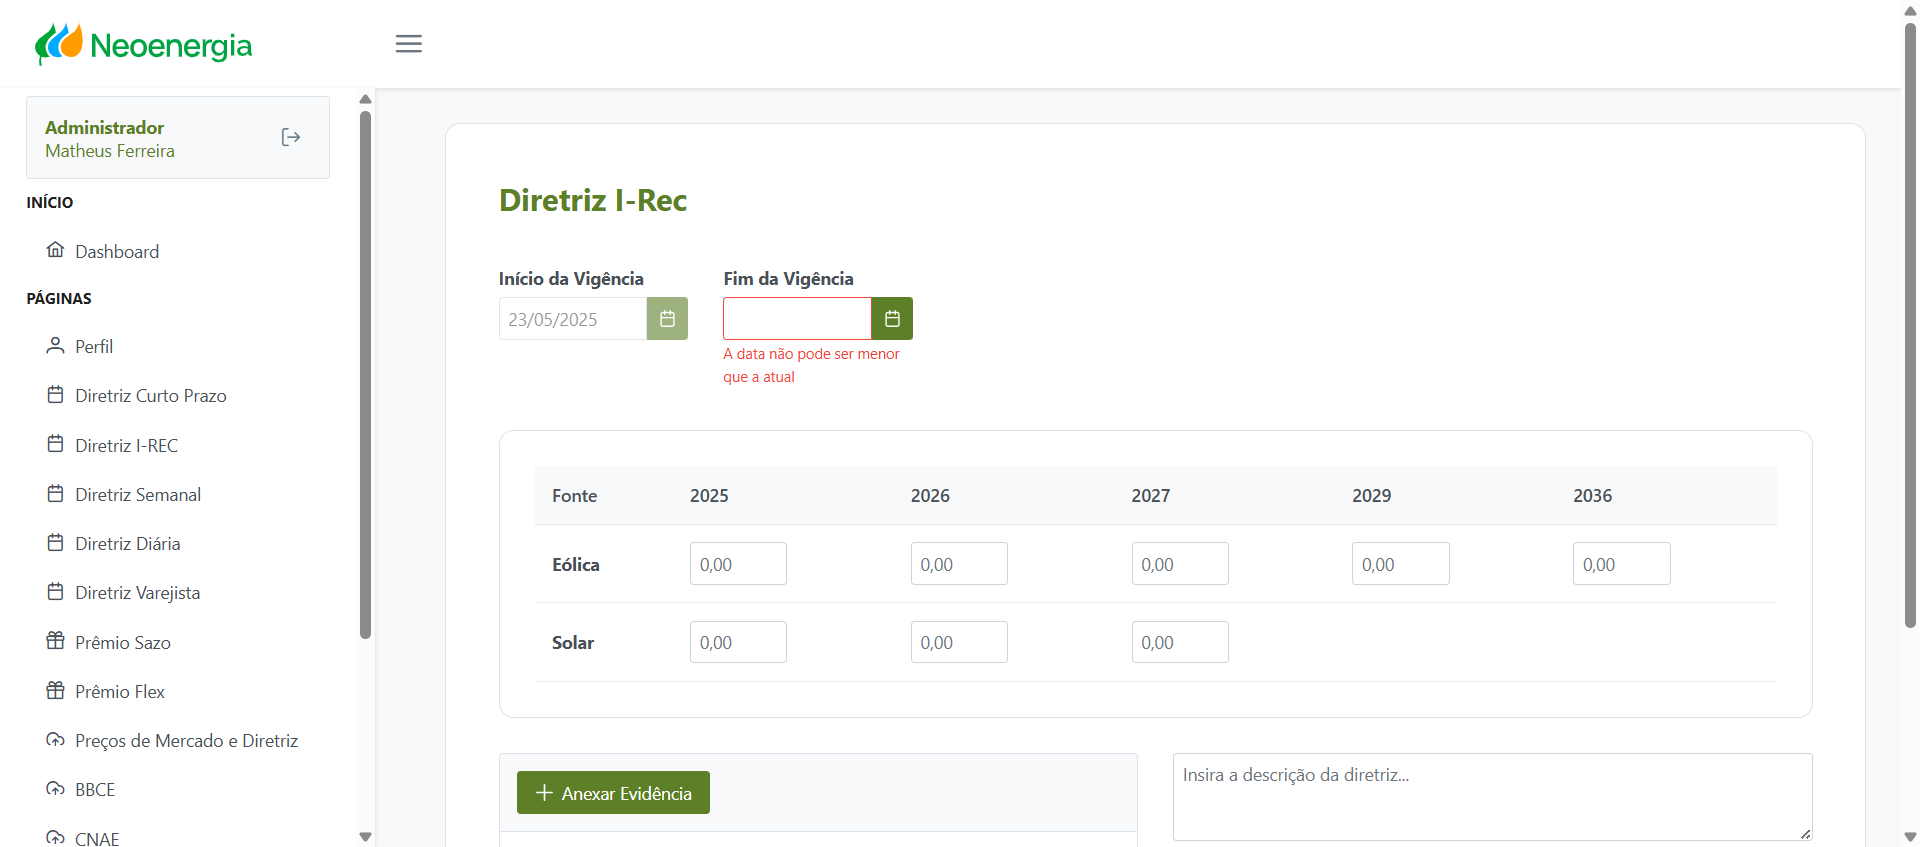 Neoenergia
Administrador
Matheus Ferreira
INÍCIO
Dashboard
PÁGINAS
Perfil
Diretriz Curto Prazo
Diretriz I-REC
Diretriz Semanal
Diretriz Diária
Diretriz Varejista
Prêmio Sazo
Prêmio Flex
Preços de Mercado e Diretriz
BBCE
CNAE
Diretriz I-Rec
Início da Vigência
23/05/2025
Fim da Vigência
A data não pode ser menor
que a atual
Fonte 2025 2026 2027 2029 2036
Eólica 0,00 0,00 0,00 0,00 0,00
Solar 0,00 0,00 0,00
Anexar Evidência
Insira a descrição da diretriz...